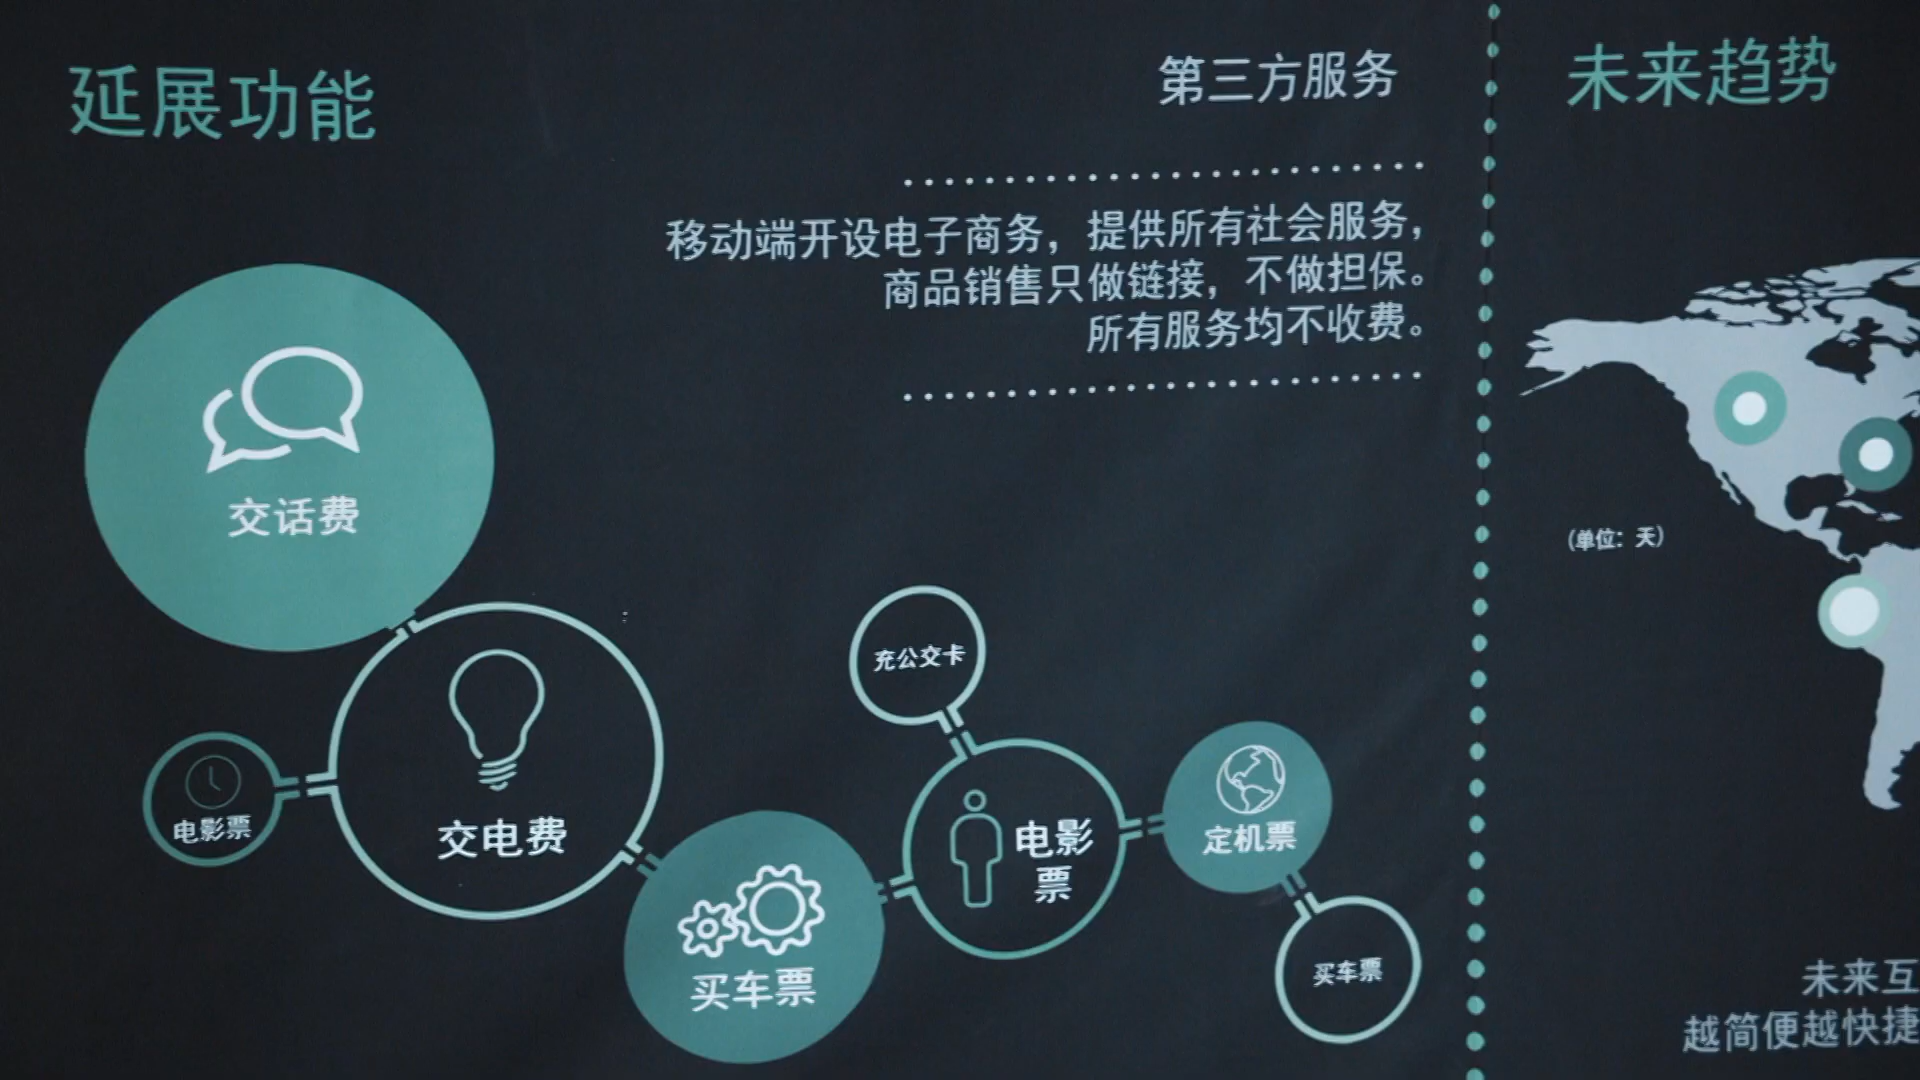 延展功能
第三方服务
移动端开设电子商务，提供所有社会服务，
商品销售只做链接，不做担保。
所有服务均不收费。
交话费
交电费
电影票
买车票
充公交卡
电影
票
定机票
买车票
未来趋势
（单位：天）
未来互
越简便越快捷